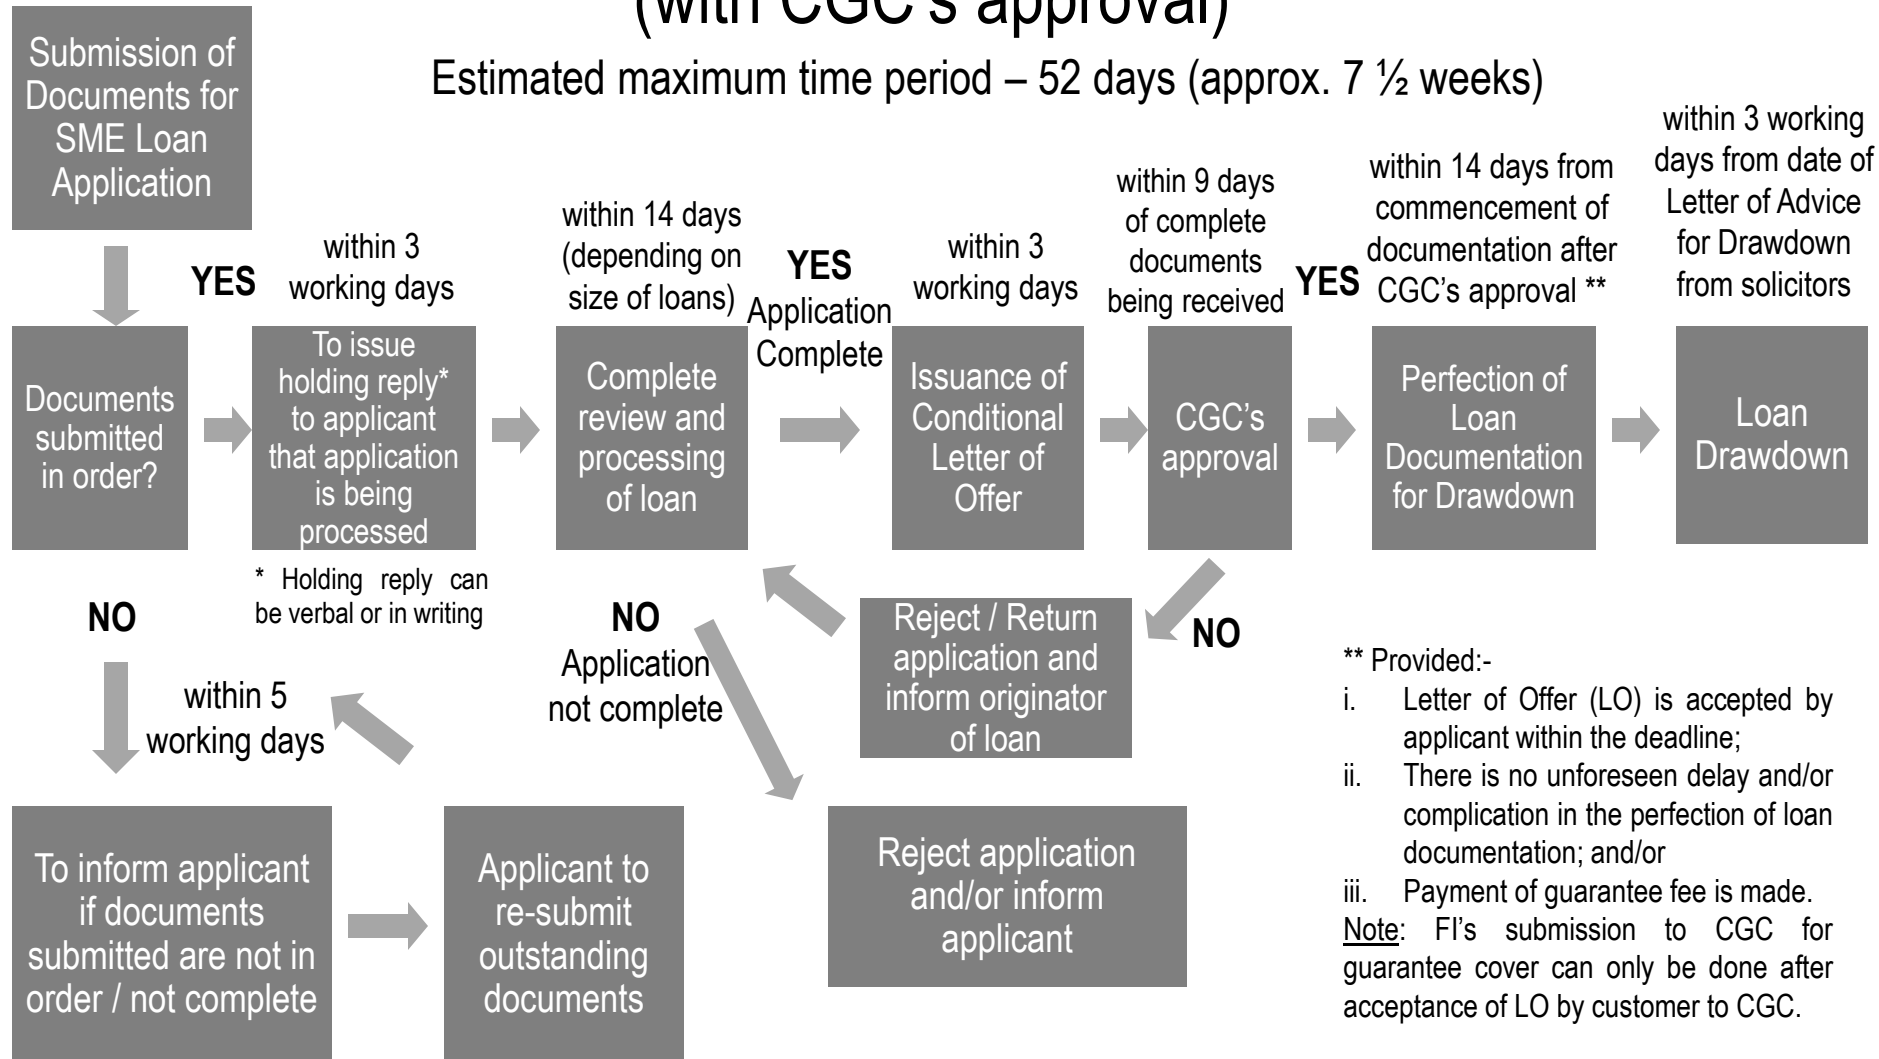 (with CGC's approval)
Estimated maximum time period – 52 days (approx. 7 ½ weeks)
Submission of
Documents for
SME Loan
Application
YES
within 3
working days
within 14 days
(depending on
size of loans)
YES
Application
Complete
within 3
working days
within 9 days
of complete
documents
being received
YES
within 14 days from
commencement of
documentation after
CGC's approval **
within 3 working
days from date of
Letter of Advice
for Drawdown
from solicitors
Documents
submitted
in order?
To issue
holding reply*
to applicant
that application
is being
processed
Complete
review and
processing
of loan
Issuance of
Conditional
Letter of
Offer
CGC's
approval
Perfection of
Loan
Documentation
for Drawdown
Loan
Drawdown
* Holding reply can
be verbal or in writing
NO
within 5
working days
NO
Application
not complete
Reject / Return
application and
inform originator
of loan
NO
To inform applicant
if documents
submitted are not in
order / not complete
Applicant to
re-submit
outstanding
documents
Reject application
and/or inform
applicant
** Provided:-
i. Letter of Offer (LO) is accepted by
applicant within the deadline;
ii. There is no unforeseen delay and/or
complication in the perfection of loan
documentation; and/or
iii. Payment of guarantee fee is made.
Note: FI's submission to CGC for
guarantee cover can only be done after
acceptance of LO by customer to CGC.